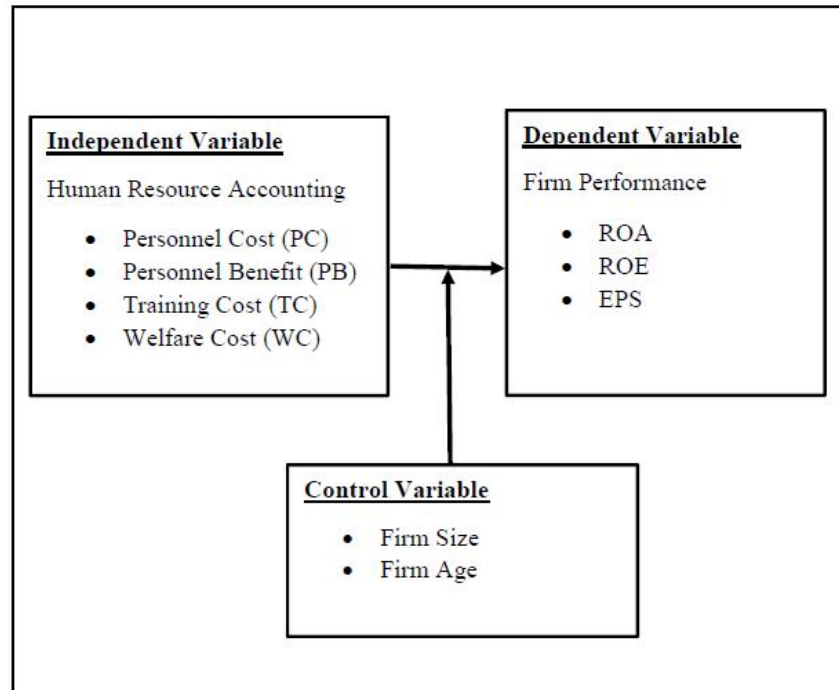 Independent Variable
Human Resource Accounting
• Personnel Cost (PC)
• Personnel Benefit (PB)
• Training Cost (TC)
• Welfare Cost (WC)
Dependent Variable
Firm Performance
• ROA
• ROE
• EPS
Control Variable
• Firm Size
• Firm Age